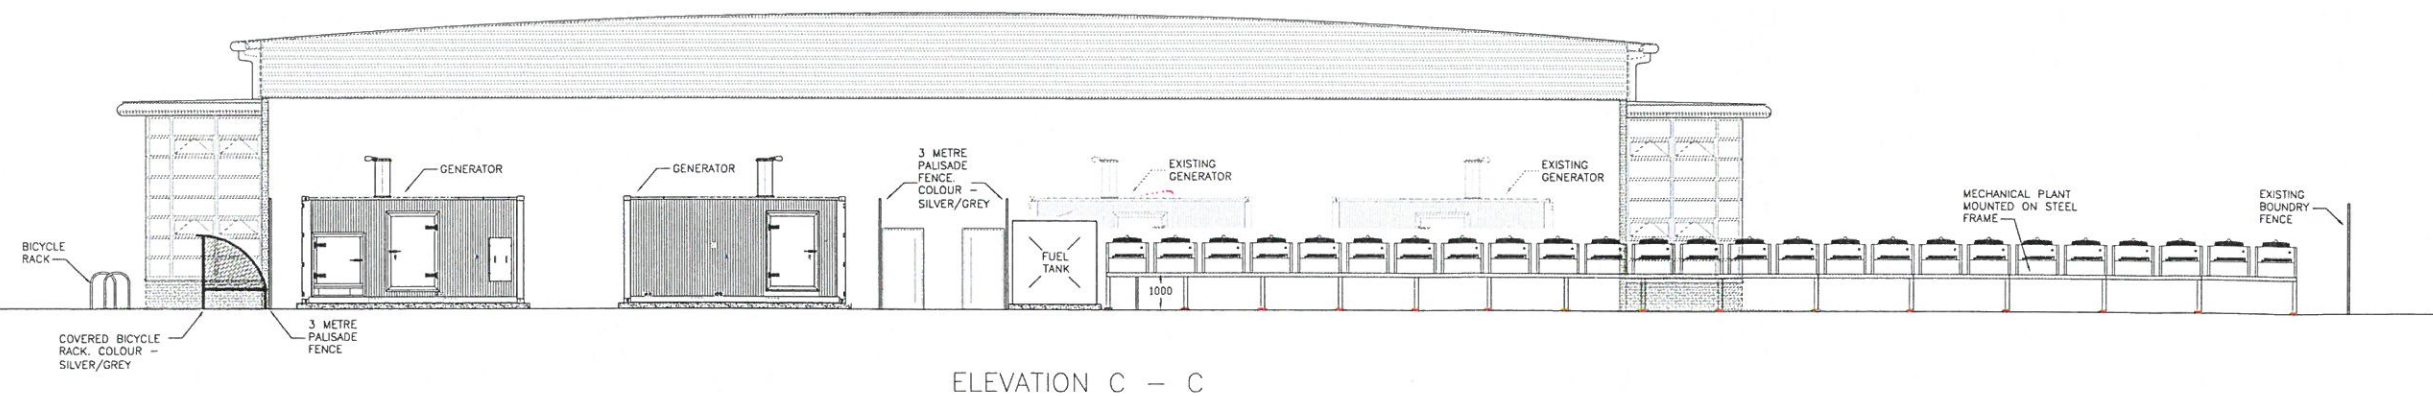 BICYCLE
RACK
COVERED BICYCLE
RACK. COLOUR –
SILVER/GREY
3 METRE
PALISADE
FENCE
GENERATOR
GENERATOR
3 METRE
PALISADE
FENCE.
COLOUR –
SILVER/GREY
FUEL
TANK
1000
EXISTING
GENERATOR
EXISTING
GENERATOR
MECHANICAL PLANT
MOUNTED ON STEEL
FRAME
EXISTING
BOUNDRY
FENCE
ELEVATION C – C